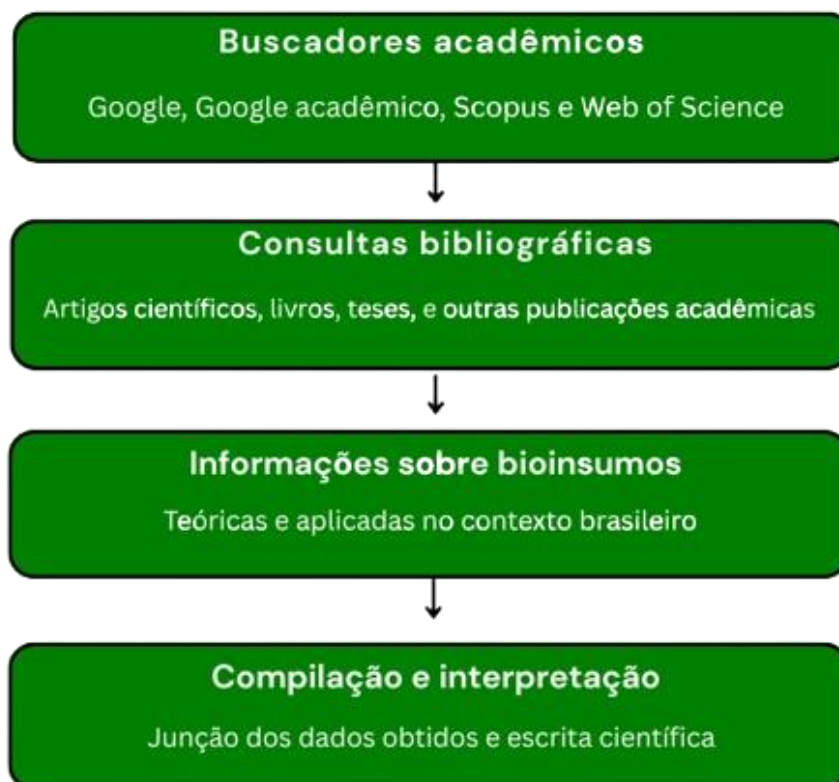 Buscadores acadêmicos
Google, Google acadêmico, Scopus e Web of Science
Consultas bibliográficas
Artigos científicos, livros, teses, e outras publicações acadêmicas
Informações sobre bioinsumos
Teóricas e aplicadas no contexto brasileiro
Compilação e interpretação
Junção dos dados obtidos e escrita científica